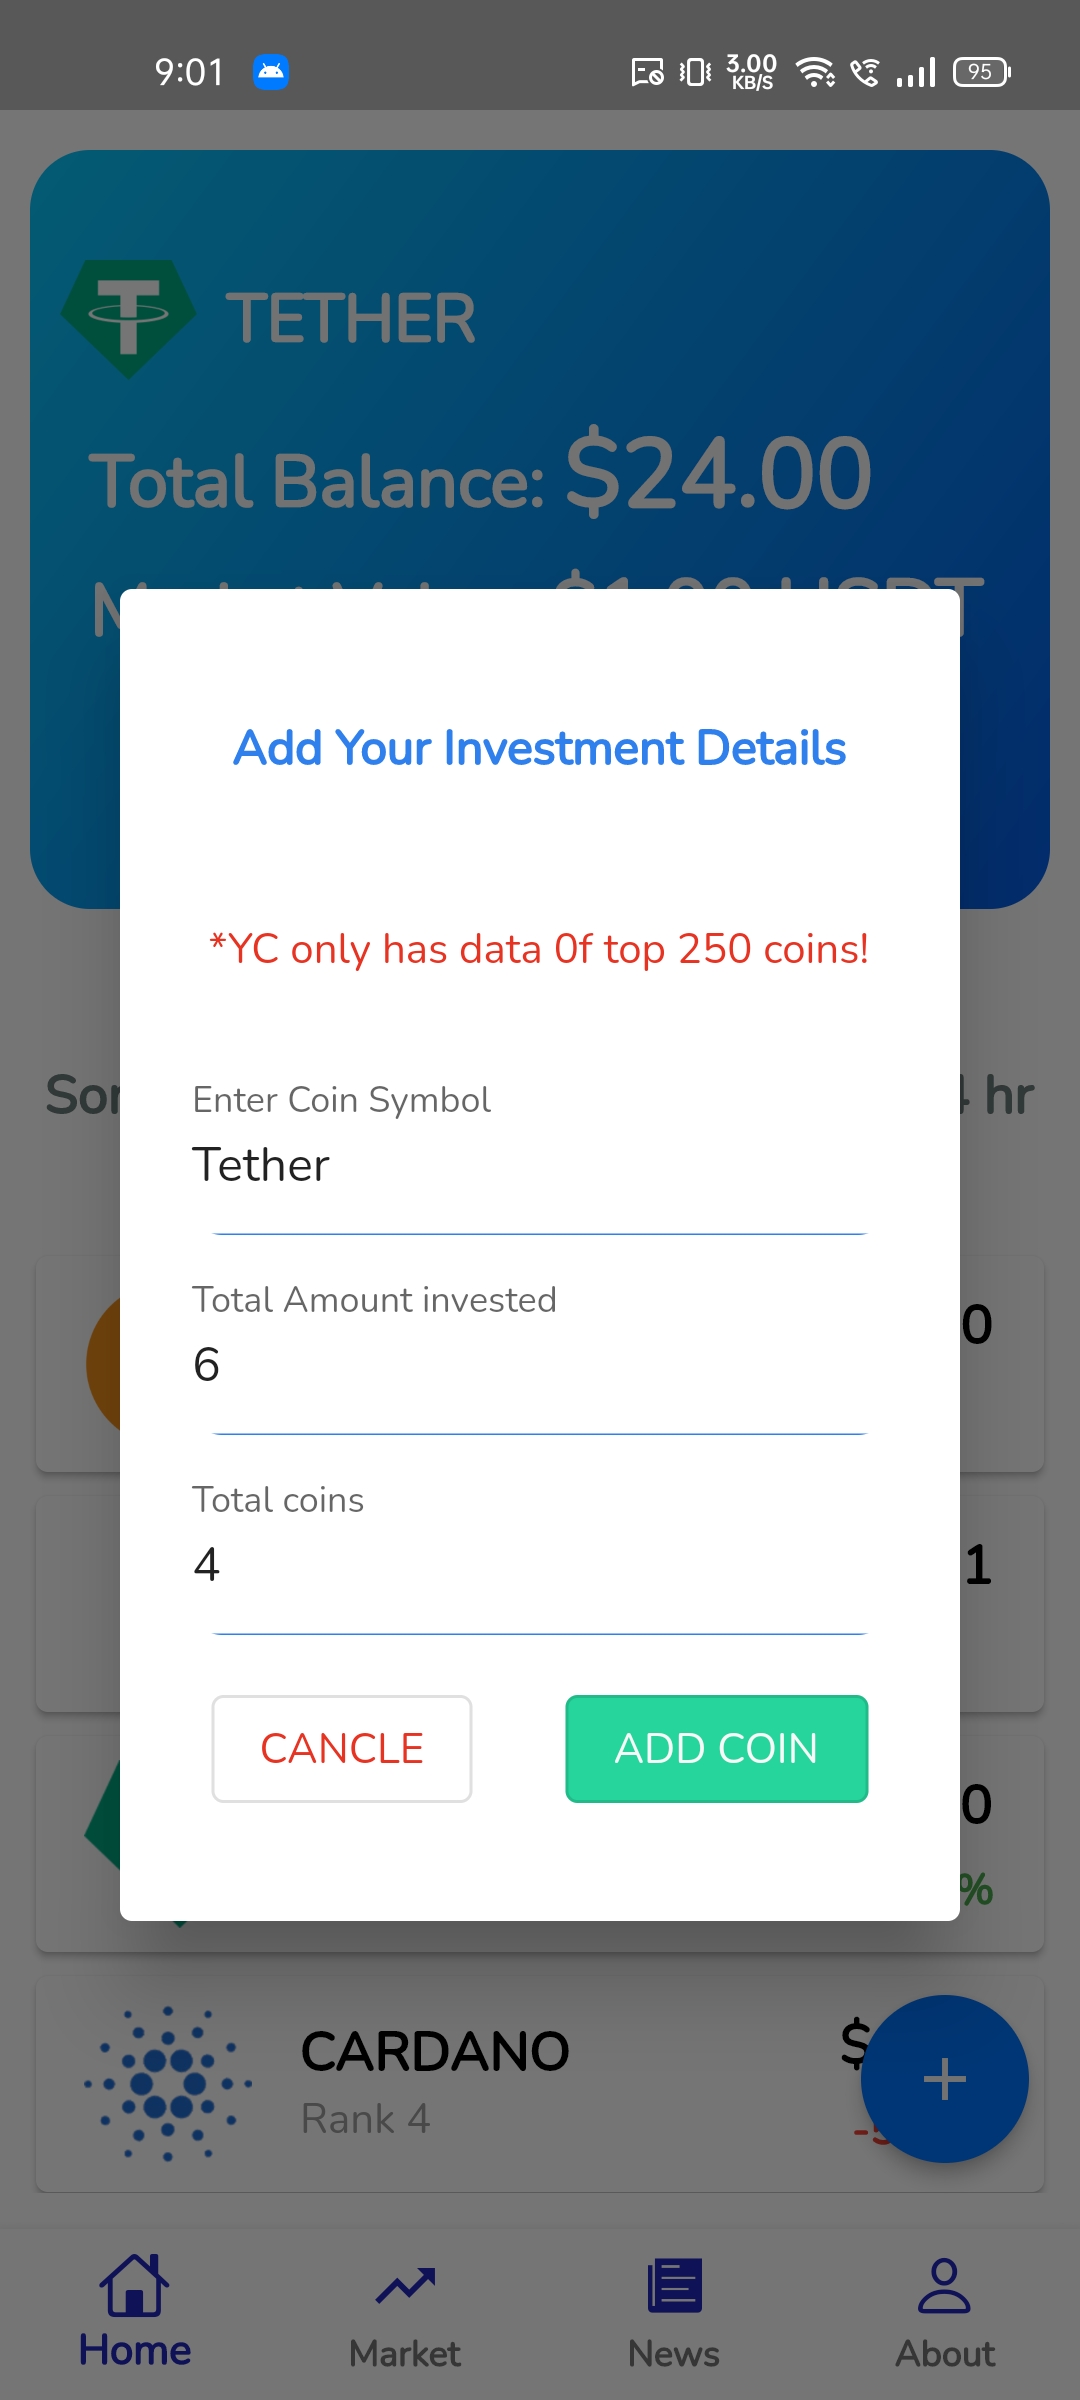 9:01
3.00
KB/S
95
TETHER
Total Balance: $24.00
Add Your Investment Details
*YC only has data 0f top 250 coins!
hr
Enter Coin Symbol
Tether
Total Amount invested
6
0
Total coins
4
1
CANCLE
ADD COIN
0
%
CARDANO
$
Rank 4
Home
Market
News
About